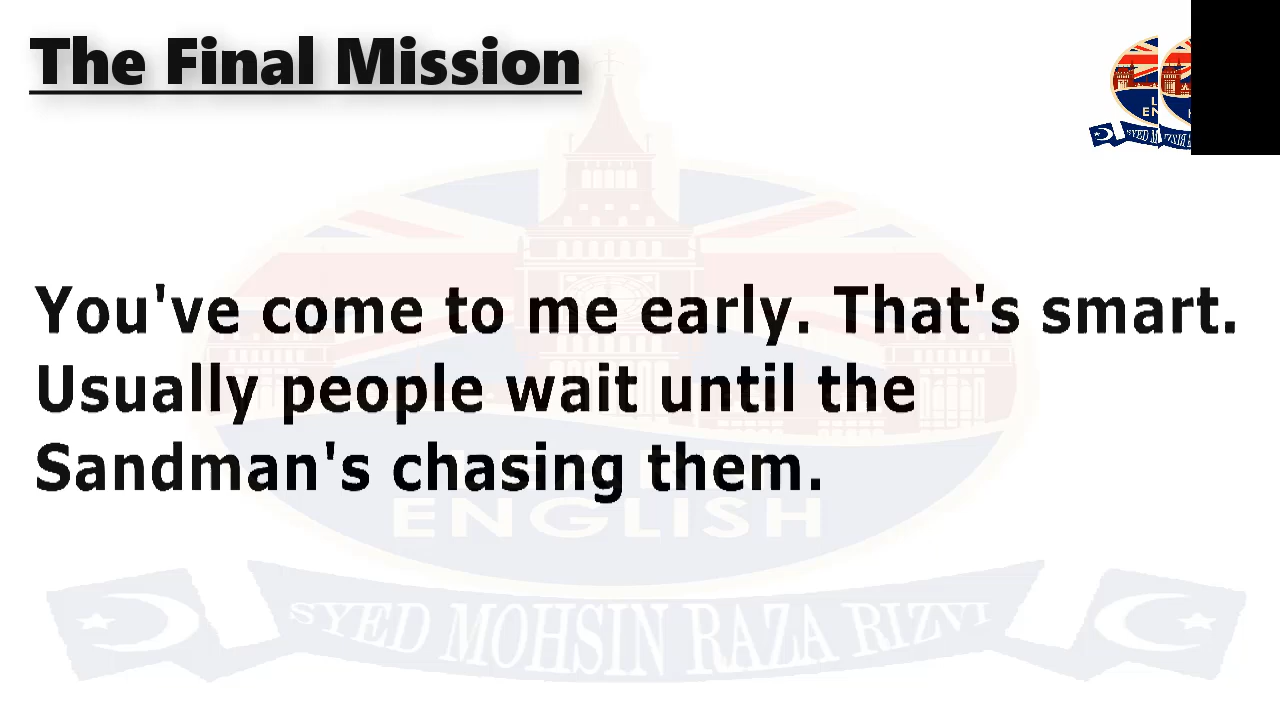 The Final Mission
You've come to me early. That's smart.
Usually people wait until the
Sandman's chasing them.
ENGLISH
SYED MOHSIN RAZA RIZVI